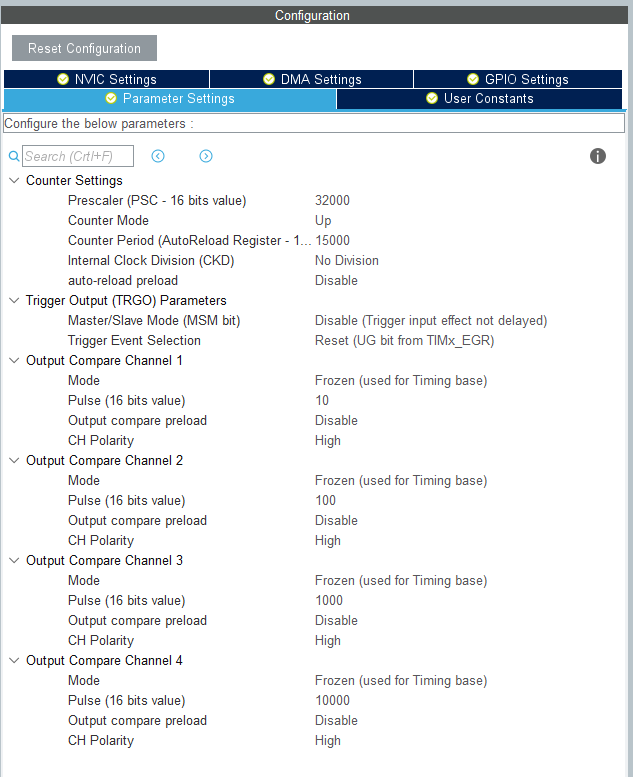 Configuration
Reset Configuration
NVIC Settings DMA Settings GPIO Settings
Parameter Settings User Constants
Configure the below parameters :
Search (Crtl+F)
Counter Settings
Prescaler (PSC - 16 bits value) 32000
Counter Mode Up
Counter Period (AutoReload Register - 1... 15000
Internal Clock Division (CKD) No Division
auto-reload preload Disable
Trigger Output (TRGO) Parameters
Master/Slave Mode (MSM bit) Disable (Trigger input effect not delayed)
Trigger Event Selection Reset (UG bit from TIMx_EGR)
Output Compare Channel 1
Mode Frozen (used for Timing base)
Pulse (16 bits value) 10
Output compare preload Disable
CH Polarity High
Output Compare Channel 2
Mode Frozen (used for Timing base)
Pulse (16 bits value) 100
Output compare preload Disable
CH Polarity High
Output Compare Channel 3
Mode Frozen (used for Timing base)
Pulse (16 bits value) 1000
Output compare preload Disable
CH Polarity High
Output Compare Channel 4
Mode Frozen (used for Timing base)
Pulse (16 bits value) 10000
Output compare preload Disable
CH Polarity High